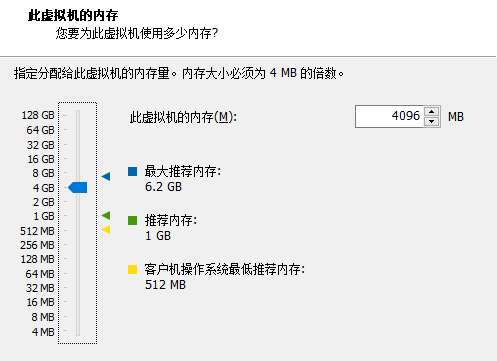 此虚拟机的内存
您要为此虚拟机使用多少内存?
指定分配给此虚拟机的内存量。内存大小必须为 4 MB 的倍数。
此虚拟机的内存(M):
4096 MB
128 GB
64 GB
32 GB
16 GB
8 GB
4 GB
2 GB
1 GB
512 MB
256 MB
128 MB
64 MB
32 MB
16 MB
8 MB
4 MB
最大推荐内存:
6.2 GB
推荐内存:
1 GB
客户机操作系统最低推荐内存:
512 MB